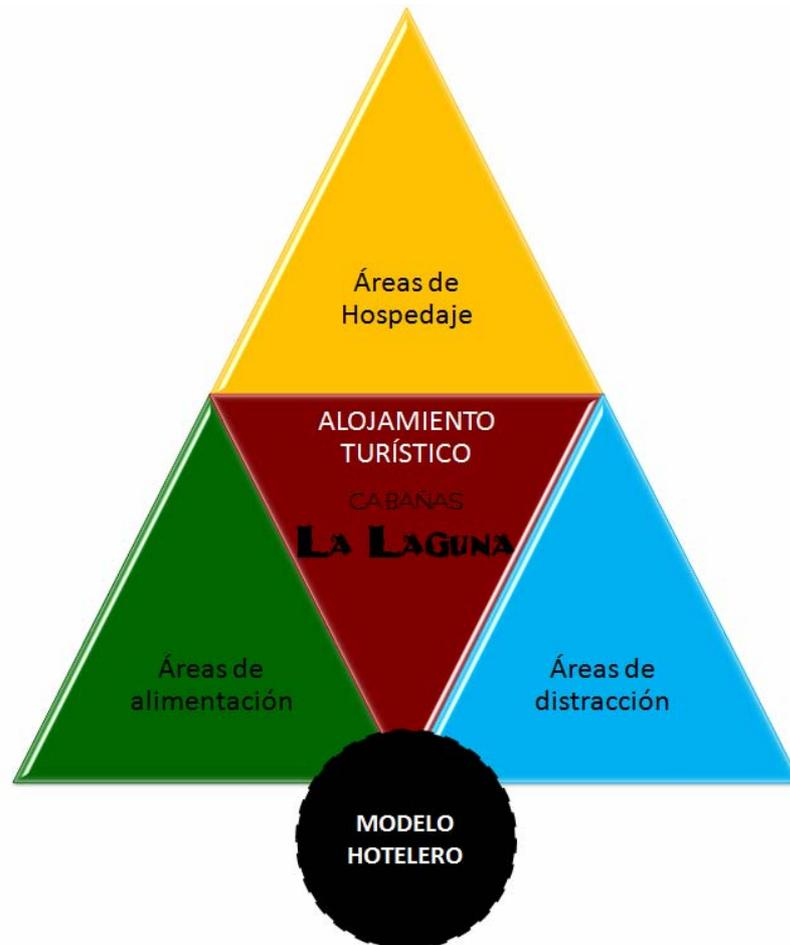 Áreas de
Hospedaje
ALOJAMIENTO
TURÍSTICO
CABAÑAS
LA LAGUNA
Áreas de
alimentación
Áreas de
distracción
MODELO
HOTELERO